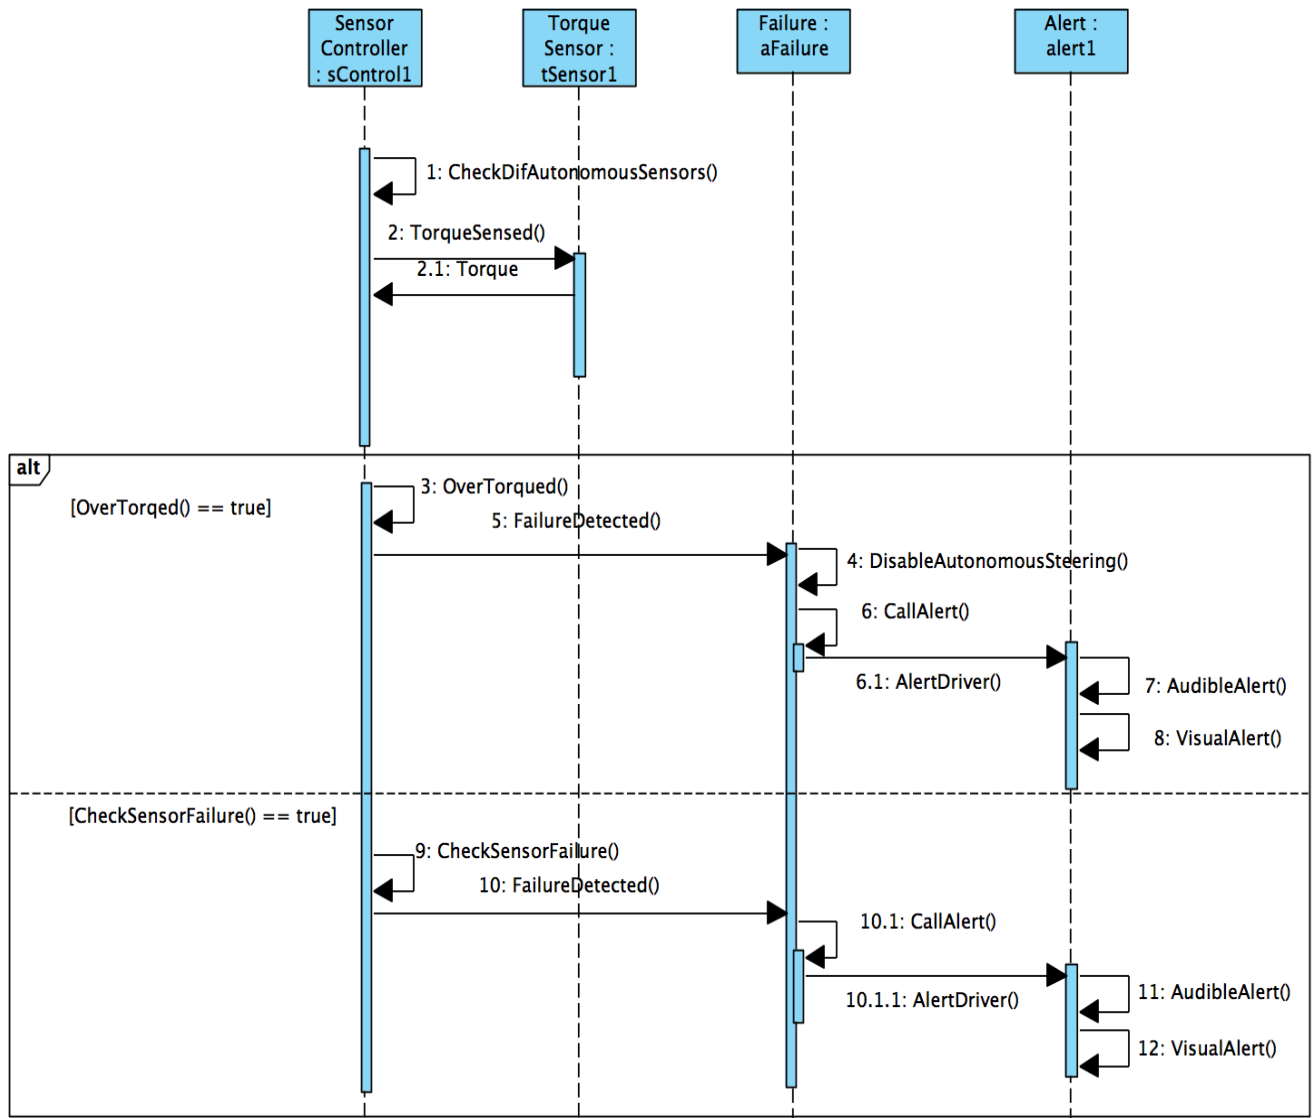 Sensor
Controller
: sControl1
Torque
Sensor :
tSensor1
Failure :
aFailure
Alert :
alert1
1: CheckDifAutonomousSensors()
2: TorqueSensed()
2.1: Torque
alt
[OverTorqed() == true]
3: OverTorqued()
5: FailureDetected()
4: DisableAutonomousSteering()
6: CallAlert()
6.1: AlertDriver()
7: AudibleAlert()
8: VisualAlert()
[CheckSensorFailure() == true]
9: CheckSensorFailure()
10: FailureDetected()
10.1: CallAlert()
10.1.1: AlertDriver()
11: AudibleAlert()
12: VisualAlert()